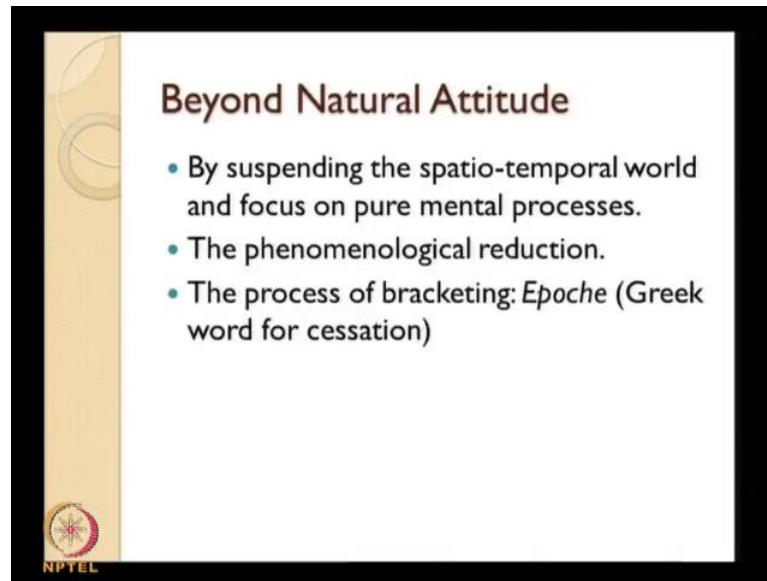 Beyond Natural Attitude
• By suspending the spatio-temporal world
and focus on pure mental processes.
• The phenomenological reduction.
• The process of bracketing: Epoche (Greek
word for cessation)
NPTEL